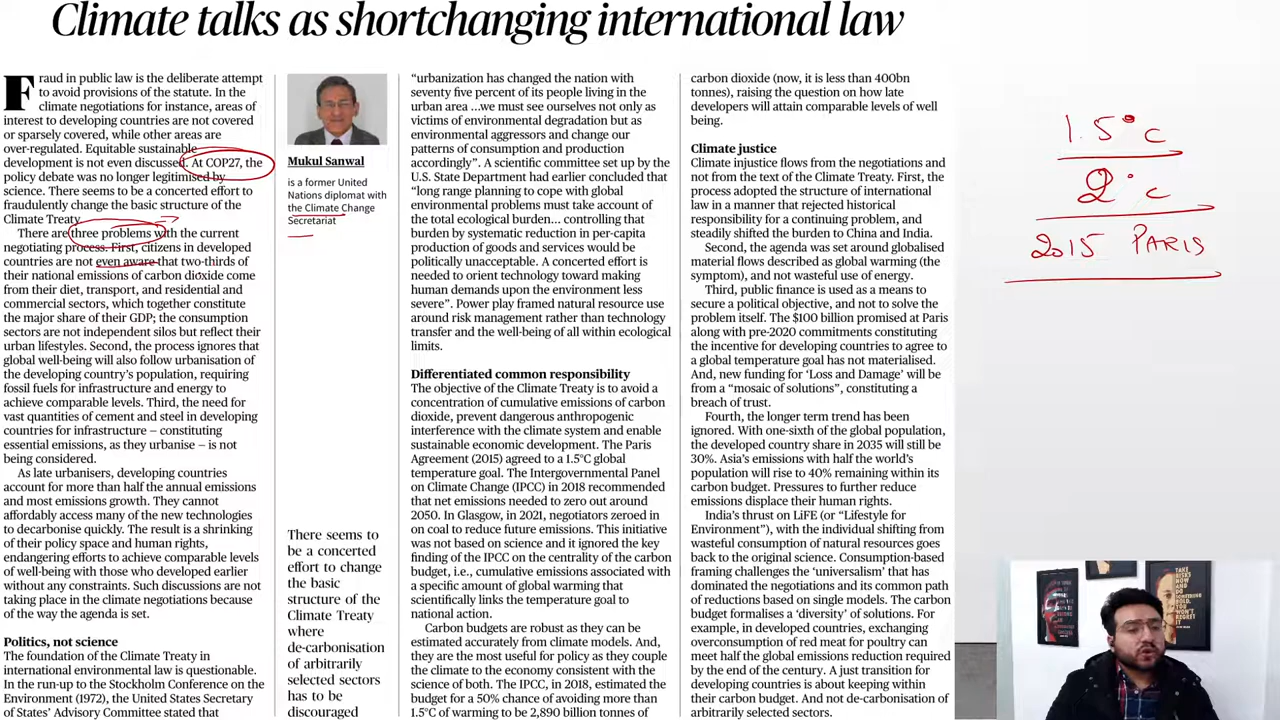 Climate talks as shortchanging international law
Fraud in public law is the deliberate attempt
to avoid provisions of the statute. In the
climate negotiations for instance, areas of
interest to developing countries are not covered
or sparsely covered, while other areas are
over-regulated. Equitable sustainable
development is not even discussed. At COP27, the
policy debate was no longer legitimised by
science. There seems to be a concerted effort to
fraudulently change the basic structure of the
Climate Treaty.
There are three problems with the current
negotiating process. First, citizens in developed
countries are not even aware that two-thirds of
their national emissions of carbon dioxide come
from their diet, transport, and residential and
commercial sectors, which together constitute
the major share of their GDP; the consumption
sectors are not independent silos but reflect their
urban lifestyles. Second, the process ignores that
global well-being will also follow urbanisation of
the developing country's population, requiring
fossil fuels for infrastructure and energy to
achieve comparable levels. Third, the need for
vast quantities of cement and steel in developing
countries for infrastructure — constituting
essential emissions, as they urbanise — is not
being considered.
As late urbanisers, developing countries
account for more than half the annual emissions
and most emissions growth. They cannot
affordably access many of the new technologies
to decarbonise quickly. The result is a shrinking
of their policy space and human rights,
endangering efforts to achieve comparable levels
of well-being with those who developed earlier
without any constraints. Such discussions are not
taking place in the climate negotiations because
of the way the agenda is set.
Politics, not science
The foundation of the Climate Treaty in
international environmental law is questionable.
In the run-up to the Stockholm Conference on the
Environment (1972), the United States Secretary
of States' Advisory Committee stated that
Mukul Sanwal
is a former United
Nations diplomat with
the Climate Change
Secretariat
There seems to
be a concerted
effort to change
the basic
structure of the
Climate Treaty
where
de-carbonisation
of arbitrarily
selected sectors
has to be
discouraged
“urbanization has changed the nation with
seventy five percent of its people living in the
urban area ...we must see ourselves not only as
victims of environmental degradation but as
environmental aggressors and change our
patterns of consumption and production
accordingly”. A scientific committee set up by the
U.S. State Department had earlier concluded that
“long range planning to cope with global
environmental problems must take account of
the total ecological burden... controlling that
burden by systematic reduction in per-capita
production of goods and services would be
politically unacceptable. A concerted effort is
needed to orient technology toward making
human demands upon the environment less
severe”. Power play framed natural resource use
around risk management rather than technology
transfer and the well-being of all within ecological
limits.
Differentiated common responsibility
The objective of the Climate Treaty is to avoid a
concentration of cumulative emissions of carbon
dioxide, prevent dangerous anthropogenic
interference with the climate system and enable
sustainable economic development. The Paris
Agreement (2015) agreed to a 1.5°C global
temperature goal. The Intergovernmental Panel
on Climate Change (IPCC) in 2018 recommended
that net emissions needed to zero out around
2050. In Glasgow, in 2021, negotiators zeroed in
on coal to reduce future emissions. This initiative
was not based on science and it ignored the key
finding of the IPCC on the centrality of the carbon
budget, i.e., cumulative emissions associated with
a specific amount of global warming that
scientifically links the temperature goal to
national action.
Carbon budgets are robust as they can be
estimated accurately from climate models. And,
they are the most useful for policy as they couple
the climate to the economy consistent with the
science of both. The IPCC, in 2018, estimated the
budget for a 50% chance of avoiding more than
1.5°C of warming to be 2,890 billion tonnes of
carbon dioxide (now, it is less than 400bn
tonnes), raising the question on how late
developers will attain comparable levels of well
being.
Climate justice
Climate injustice flows from the negotiations and
not from the text of the Climate Treaty. First, the
process adopted the structure of international
law in a manner that rejected historical
responsibility for a continuing problem, and
steadily shifted the burden to China and India.
Second, the agenda was set around globalised
material flows described as global warming (the
symptom), and not wasteful use of energy.
Third, public finance is used as a means to
secure a political objective, and not to solve the
problem itself. The $100 billion promised at Paris
along with pre-2020 commitments constituting
the incentive for developing countries to agree to
a global temperature goal has not materialised.
And, new funding for ‘Loss and Damage’ will be
from a “mosaic of solutions”, constituting a
breach of trust.
Fourth, the longer term trend has been
ignored. With one-sixth of the global population,
the developed country share in 2035 will still be
30%. Asia's emissions with half the world's
population will rise to 40% remaining within its
carbon budget. Pressures to further reduce
emissions displace their human rights.
India's thrust on LiFE (or “Lifestyle for
Environment”), with the individual shifting from
wasteful consumption of natural resources goes
back to the original science. Consumption-based
framing challenges the ‘universalism’ that has
dominated the negotiations and its common path
of reductions based on single models. The carbon
budget formalises a ‘diversity’ of solutions. For
example, in developed countries, exchanging
overconsumption of red meat for poultry can
meet half the global emissions reduction required
by the end of the century. A just transition for
developing countries is about keeping within
their carbon budget. And not de-carbonisation of
arbitrarily selected sectors.
1.5°C
2°C
2015 PARIS
TAKE
RISKS
NOW
AND
DO
SOMETHING
BOLD.
YOU
WON'T
REGRET
IT